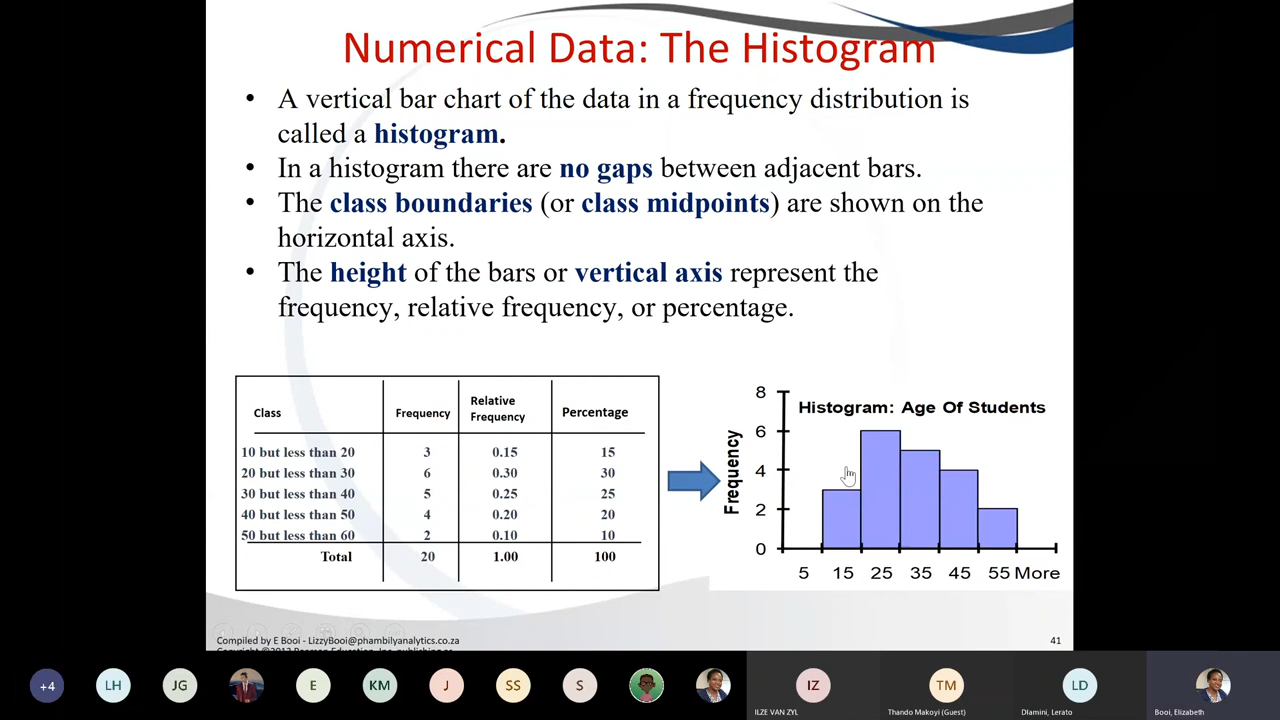 Numerical Data: The Histogram
• A vertical bar chart of the data in a frequency distribution is
called a histogram.
• In a histogram there are no gaps between adjacent bars.
• The class boundaries (or class midpoints) are shown on the
horizontal axis.
• The height of the bars or vertical axis represent the
frequency, relative frequency, or percentage.
Class Frequency Relative Frequency Percentage
10 but less than 20 3 0.15 15
20 but less than 30 6 0.30 30
30 but less than 40 5 0.25 25
40 but less than 50 4 0.20 20
50 but less than 60 2 0.10 10
Total 20 1.00 100
Histogram: Age Of Students
Frequency
8
6
4
2
0
5 15 25 35 45 55 More
Compiled by E Booi - LizzyBooi@phambilyanalytics.co.za
Copyright ©2012 Pearson Education, Inc. publishing as
41
+4 LH JG E KM J SS S IZ TM LD
ILZE VAN ZYL Thando Makoyi (Guest) Dlamini, Lerato Booi, Elizabeth